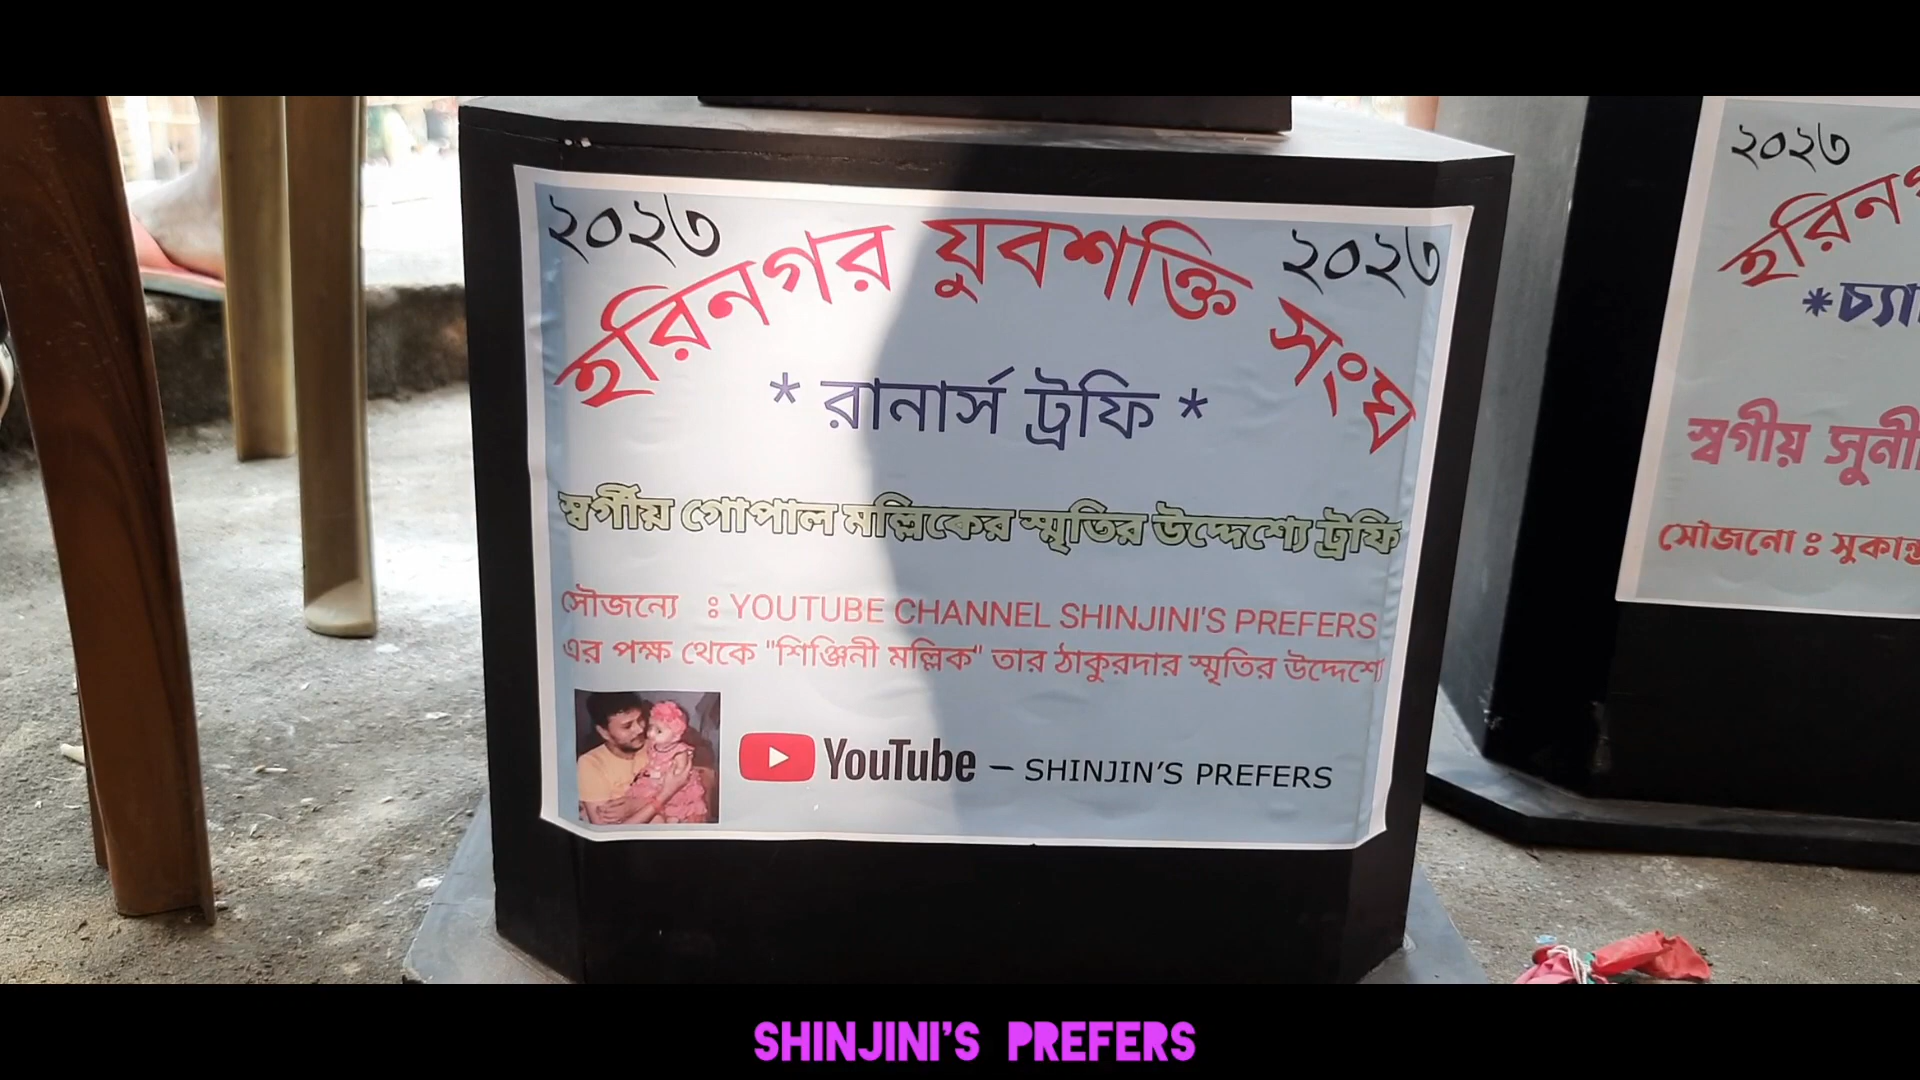 ২০২৩ ২০২৩
হরিনগর যুবশক্তি সংঘ
* রানার্স ট্রফি *
স্বর্গীয় গোপাল মল্লিকের স্মৃতির উদ্দেশ্যে ট্রফি
সৌজন্যে ঃ YOUTUBE CHANNEL SHINJINI'S PREFERS
এর পক্ষ থেকে "শিঞ্জিনী মল্লিক" তার ঠাকুরদার স্মৃতির উদ্দেশ্যে
YouTube – SHINJIN'S PREFERS
২০২৩
*
স্বর্গীয়
সৌজন্যে ঃ
SHINJINI'S PREFERS